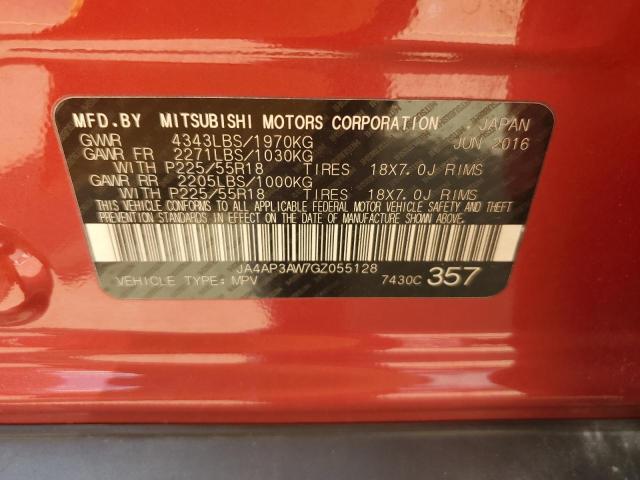 MFD.BY MITSUBISHI MOTORS CORPORATION JAPAN
GVWR 4343LBS/1970KG JUN 2016
GAWR FR 2271LBS/1030KG
WITH P225/55R18 TIRES 18X7.0J RIMS
GAWR RR 2205LBS/1000KG
WITH P225/55R18 TIRES 18X7.0J RIMS
THIS VEHICLE CONFORMS TO ALL APPLICABLE FEDERAL MOTOR VEHICLE SAFETY AND THEFT
PREVENTION STANDARDS IN EFFECT ON THE DATE OF MANUFACTURE SHOWN ABOVE.
JA4AP3AW7GZ055128
VEHICLE TYPE: MPV 7430C 357